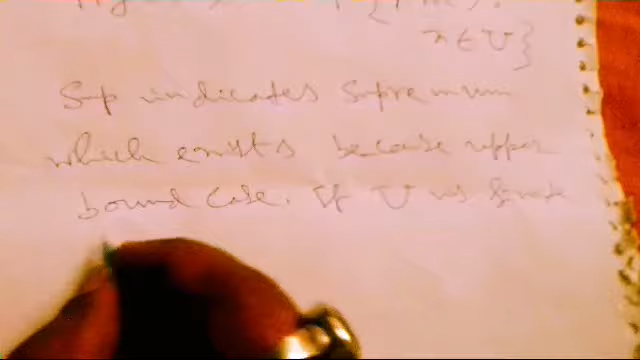 x ∈ U}
Sup indicates Supremum
which exists because upper
bound case. If U is finite